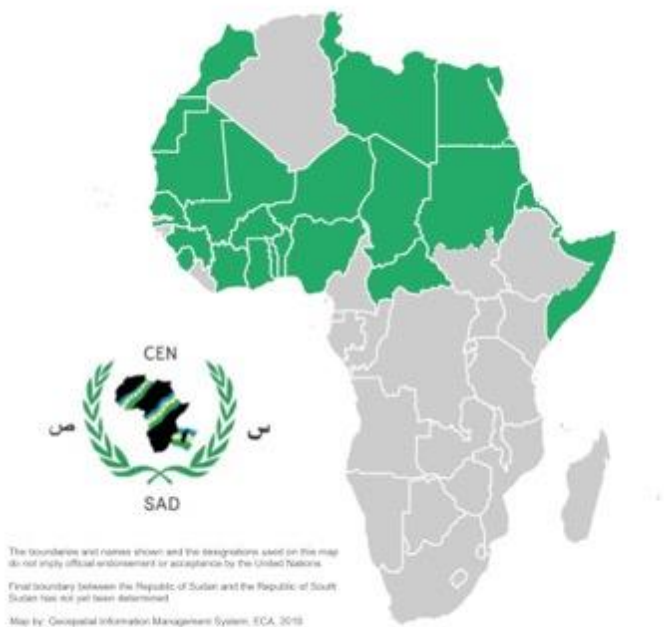 CEN
ص س
SAD
The boundaries and names shown and the designations used on this map
do not imply official endorsement or acceptance by the United Nations.
Final boundary between the Republic of Sudan and the Republic of South
Sudan has not yet been determined
Map by: Geospatial Information Management System, ECA, 2018